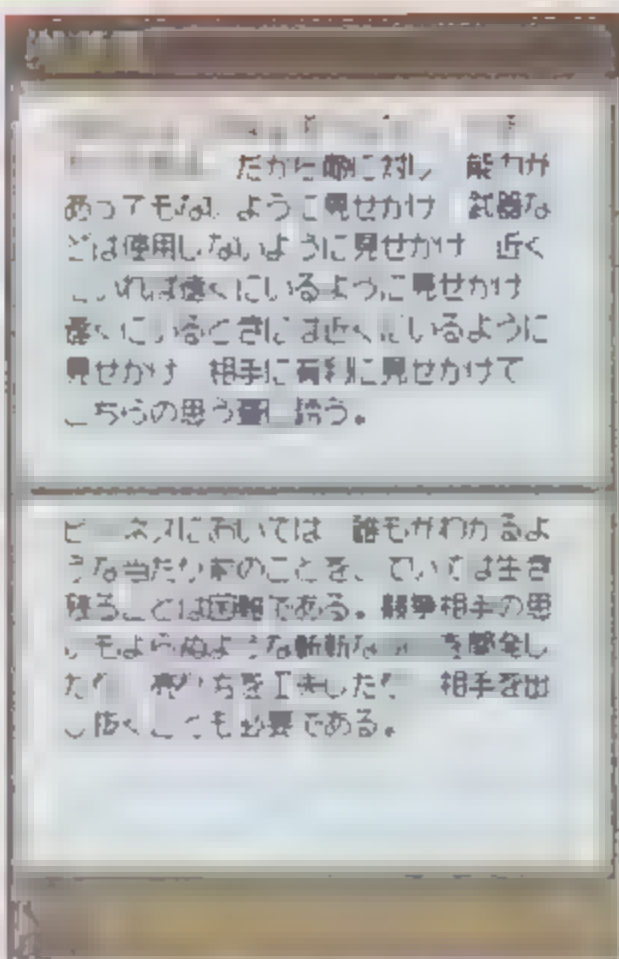 だから敵に対し 能力が
あってもないように見せかけ 武器な
どは使用しないように見せかけ 近く
にいれば遠くにいるように見せかけ
遠くにいるときには近くにいるように
見せかけ 相手に有利に見せかけて
こちらの思う壷に誘う。
ビジネスにおいては 誰もがわかるよ
うな当たり前のことを していては生き
残ることは困難である。競争相手の思
いもよらぬような斬新な を開発し
たり 売り方を工夫したり 相手を出
し抜くことも必要である。